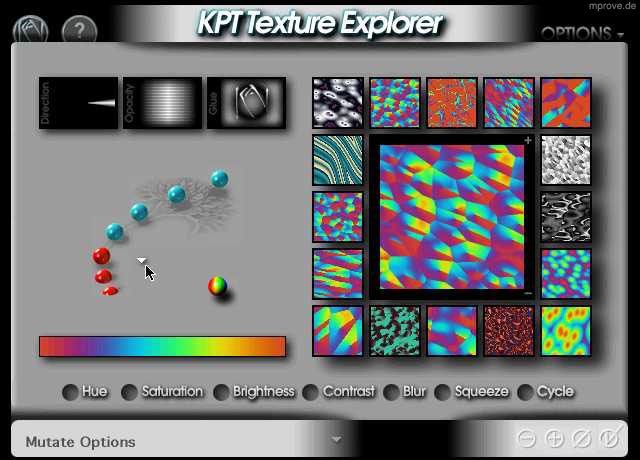 mprove.de
KPT Texture Explorer
?
OPTIONS
Direction
Opacity
Glue
Hue
Saturation
Brightness
Contrast
Blur
Squeeze
Cycle
Mutate Options